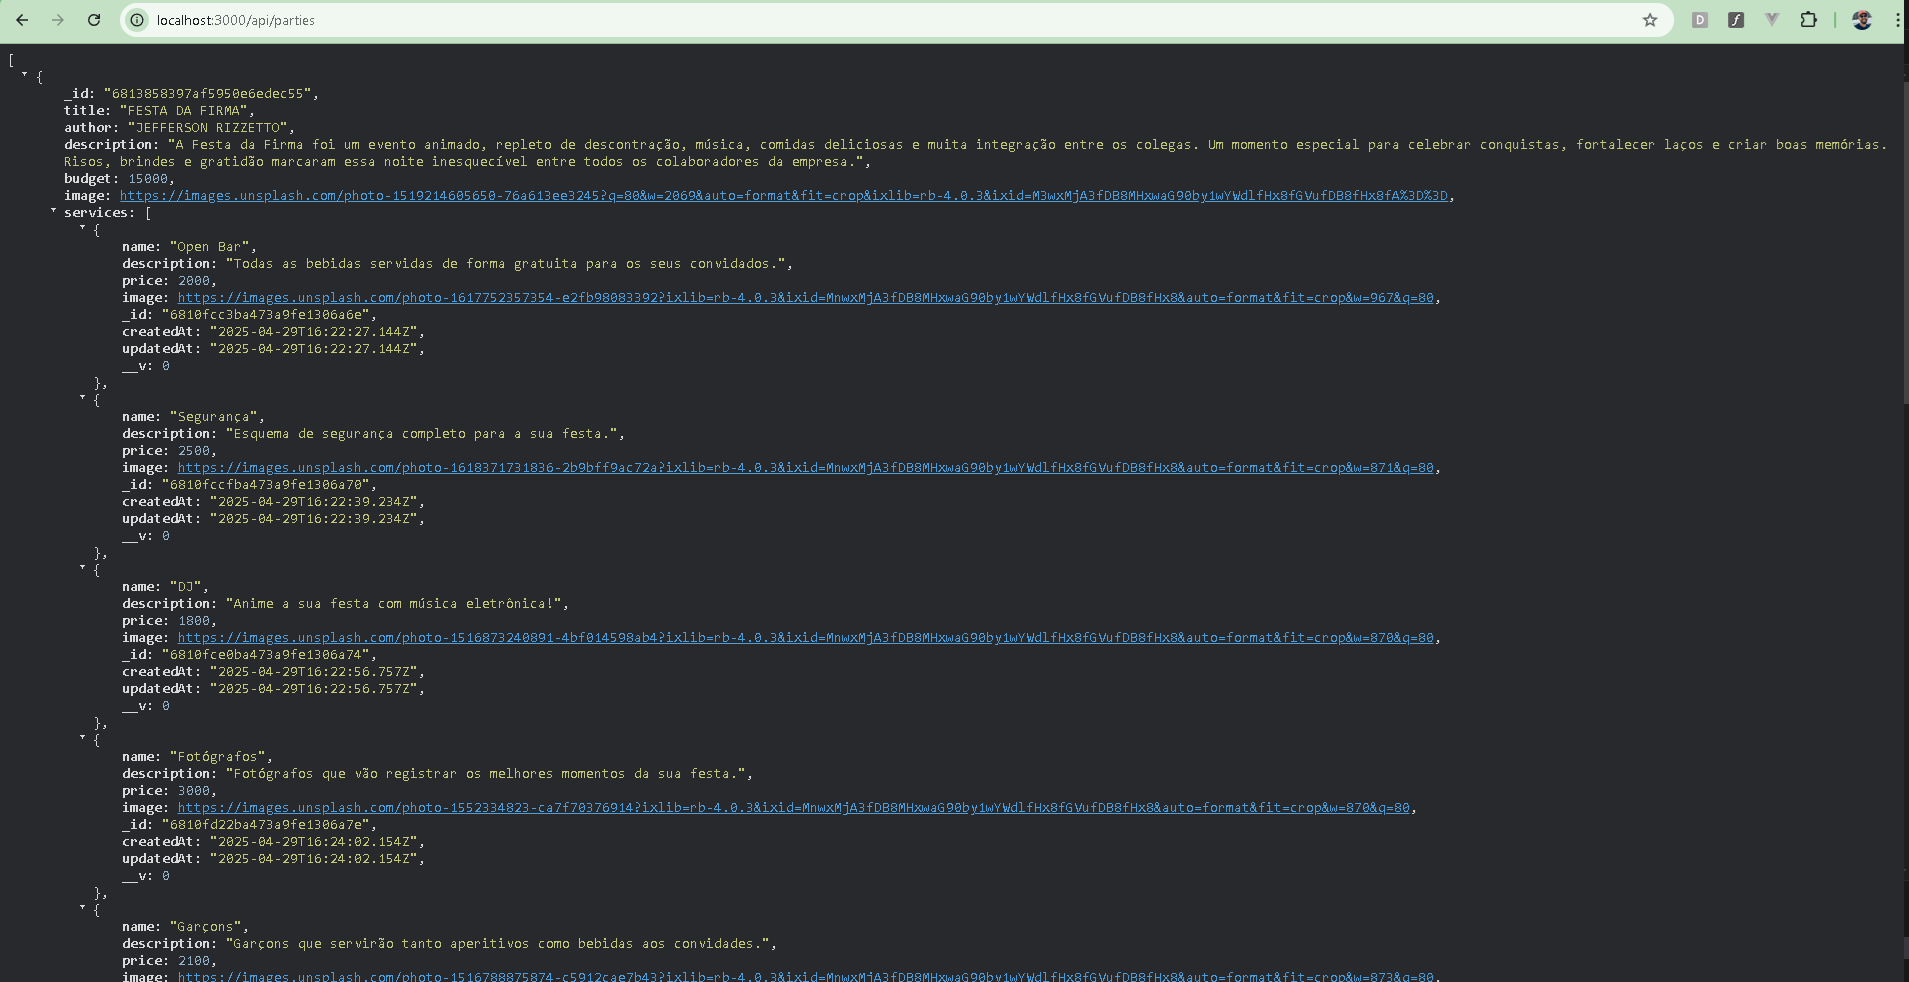 localhost:3000/api/parties
[
{
_id: "6813858397af5950e6edec55",
title: "FESTA DA FIRMA",
author: "JEFFERSON RIZZETTO",
description: "A Festa da Firma foi um evento animado, repleto de descontração, música, comidas deliciosas e muita integração entre os colegas. Um momento especial para celebrar conquistas, fortalecer laços e criar boas memórias.
Risos, brindes e gratidão marcaram essa noite inesquecível entre todos os colaboradores da empresa.",
budget: 15000,
image: https://images.unsplash.com/photo-1519214605650-76a613ee3245?q=80&w=2069&auto=format&fit=crop&ixlib=rb-4.0.3&ixid=M3wxMjA3fDB8MHxwaG90by1wYWdlfHx8fGVufDB8fHx8fA%3D%3D,
services: [
{
name: "Open Bar",
description: "Todas as bebidas servidas de forma gratuita para os seus convidados.",
price: 2000,
image: https://images.unsplash.com/photo-1617752357354-e2fb98083392?ixlib=rb-4.0.3&ixid=MnwxMjA3fDB8MHxwaG90by1wYWdlfHx8fGVufDB8fHx8&auto=format&fit=crop&w=967&q=80,
_id: "6810fcc3ba473a9fe1306a6e",
createdAt: "2025-04-29T16:22:27.144Z",
updatedAt: "2025-04-29T16:22:27.144Z",
__v: 0
},
{
name: "Segurança",
description: "Esquema de segurança completo para a sua festa.",
price: 2500,
image: https://images.unsplash.com/photo-1618371731836-2b9bff9ac72a?ixlib=rb-4.0.3&ixid=MnwxMjA3fDB8MHxwaG90by1wYWdlfHx8fGVufDB8fHx8&auto=format&fit=crop&w=871&q=80,
_id: "6810fccfba473a9fe1306a70",
createdAt: "2025-04-29T16:22:39.234Z",
updatedAt: "2025-04-29T16:22:39.234Z",
__v: 0
},
{
name: "DJ",
description: "Anime a sua festa com música eletrônica!",
price: 1800,
image: https://images.unsplash.com/photo-1516873240891-4bf014598ab4?ixlib=rb-4.0.3&ixid=MnwxMjA3fDB8MHxwaG90by1wYWdlfHx8fGVufDB8fHx8&auto=format&fit=crop&w=870&q=80,
_id: "6810fce0ba473a9fe1306a74",
createdAt: "2025-04-29T16:22:56.757Z",
updatedAt: "2025-04-29T16:22:56.757Z",
__v: 0
},
{
name: "Fotógrafos",
description: "Fotógrafos que vão registrar os melhores momentos da sua festa.",
price: 3000,
image: https://images.unsplash.com/photo-1552334823-ca7f70376914?ixlib=rb-4.0.3&ixid=MnwxMjA3fDB8MHxwaG90by1wYWdlfHx8fGVufDB8fHx8&auto=format&fit=crop&w=870&q=80,
_id: "6810fd22ba473a9fe1306a7e",
createdAt: "2025-04-29T16:24:02.154Z",
updatedAt: "2025-04-29T16:24:02.154Z",
__v: 0
},
{
name: "Garçons",
description: "Garçons que servirão tanto aperitivos como bebidas aos convidades.",
price: 2100,
image: https://images.unsplash.com/photo-1516788875874-c5912cae7b43?ixlib=rb-4.0.3&ixid=MnwxMjA3fDB8MHxwaG90by1wYWdlfHx8fGVufDB8fHx8&auto=format&fit=crop&w=873&q=80,